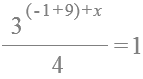 3^(-1+9)+x / 4 = 1